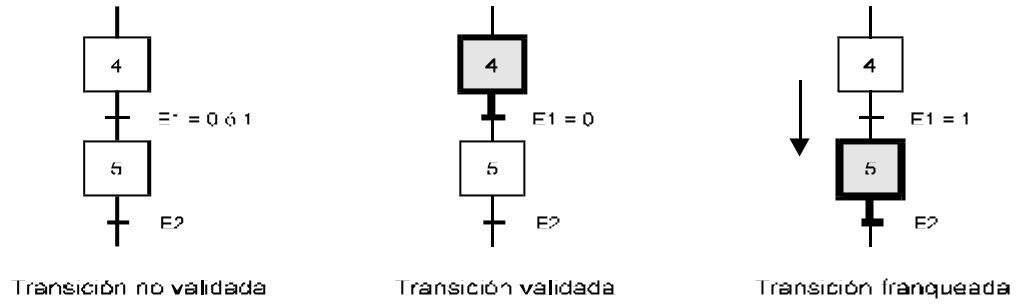 4
E1 = 0 ó 1
5
E2
Transición no validada
4
E1 = 0
5
E2
Transición validada
4
E1 = 1
5
E2
Transición franqueada